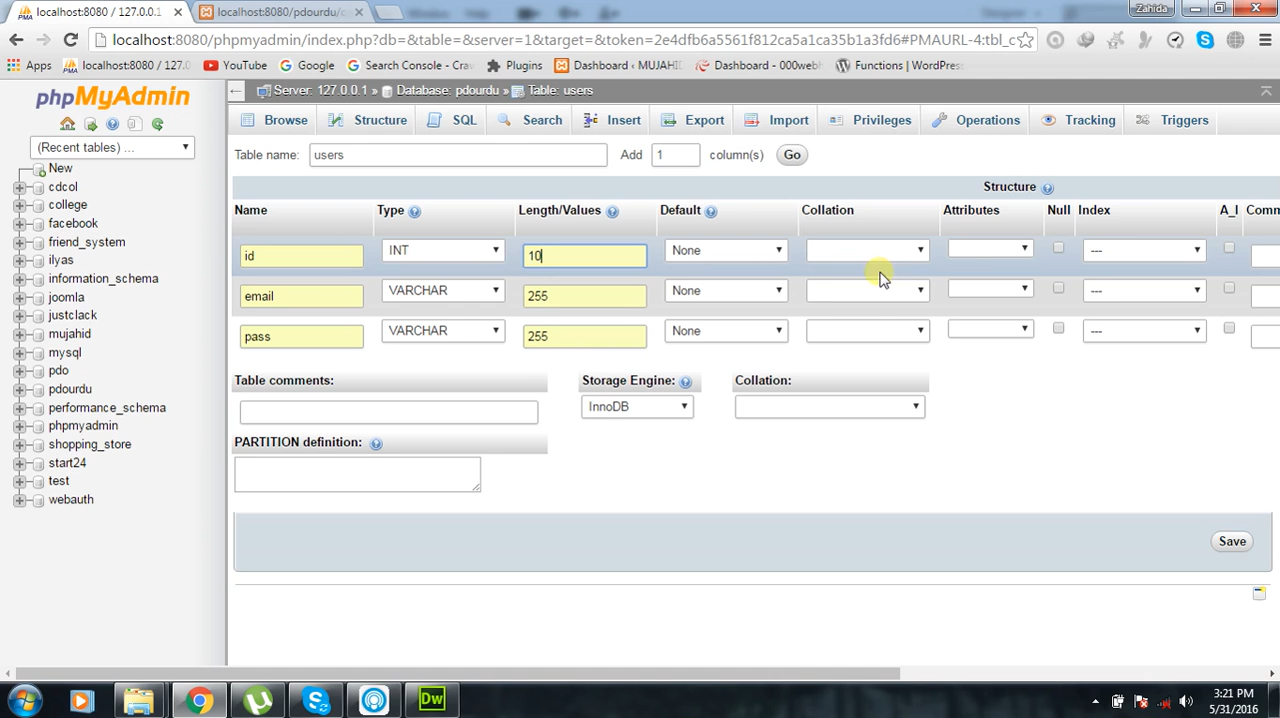 localhost:8080 / 127.0.0.1
localhost:8080/pdourdu/c
Zahida
localhost:8080/phpmyadmin/index.php?db=&table=&server=1&target=&token=2e4dfb6a5561f812ca5a1ca35b1a3fd6#PMAURL-4:tbl_c
Apps
localhost:8080 / 127.0
YouTube
Google
Search Console - Cra
Plugins
Dashboard ‹ MUJAHI
Dashboard - 000webh
Functions | WordPres
phpMyAdmin
(Recent tables) ...
New
cdcol
college
facebook
friend_system
ilyas
information_schema
joomla
justclack
mujahid
mysql
pdo
pdourdu
performance_schema
phpmyadmin
shopping_store
start24
test
webauth
Server: 127.0.0.1 » Database: pdourdu » Table: users
Browse Structure SQL Search Insert Export Import Privileges Operations Tracking Triggers
Table name: users Add 1 column(s) Go
Structure
Name Type Length/Values Default Collation Attributes Null Index A_I Comm
id INT 10 None ---
email VARCHAR 255 None ---
pass VARCHAR 255 None ---
Table comments: Storage Engine: Collation:
InnoDB
PARTITION definition:
Save
Dw
3:21 PM
5/31/2016